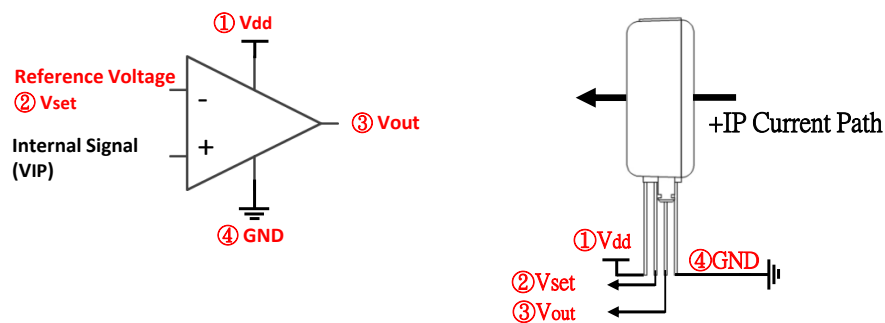 ① Vdd
Reference Voltage
② Vset
-
③ Vout
Internal Signal
(VIP)
+
④ GND
+IP Current Path
①Vdd
④GND
②Vset
③Vout